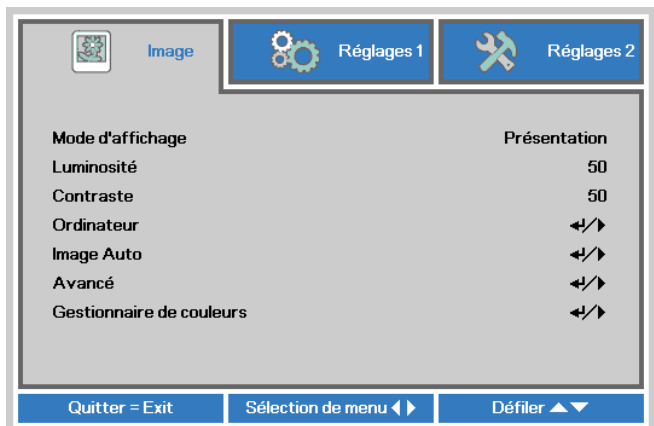 Image Réglages 1 Réglages 2
Mode d'affichage Présentation
Luminosité 50
Contraste 50
Ordinateur
Image Auto
Avancé
Gestionnaire de couleurs
Quitter = Exit Sélection de menu Défiler